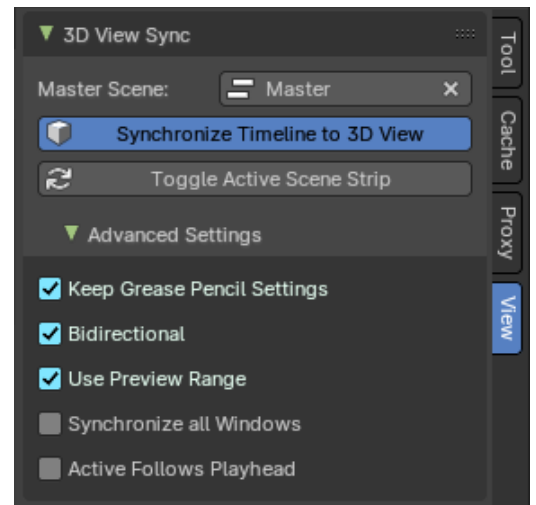 3D View Sync
Master Scene:
Master
Synchronize Timeline to 3D View
Toggle Active Scene Strip
Advanced Settings
Keep Grease Pencil Settings
Bidirectional
Use Preview Range
Synchronize all Windows
Active Follows Playhead
Tool
Cache
Proxy
View